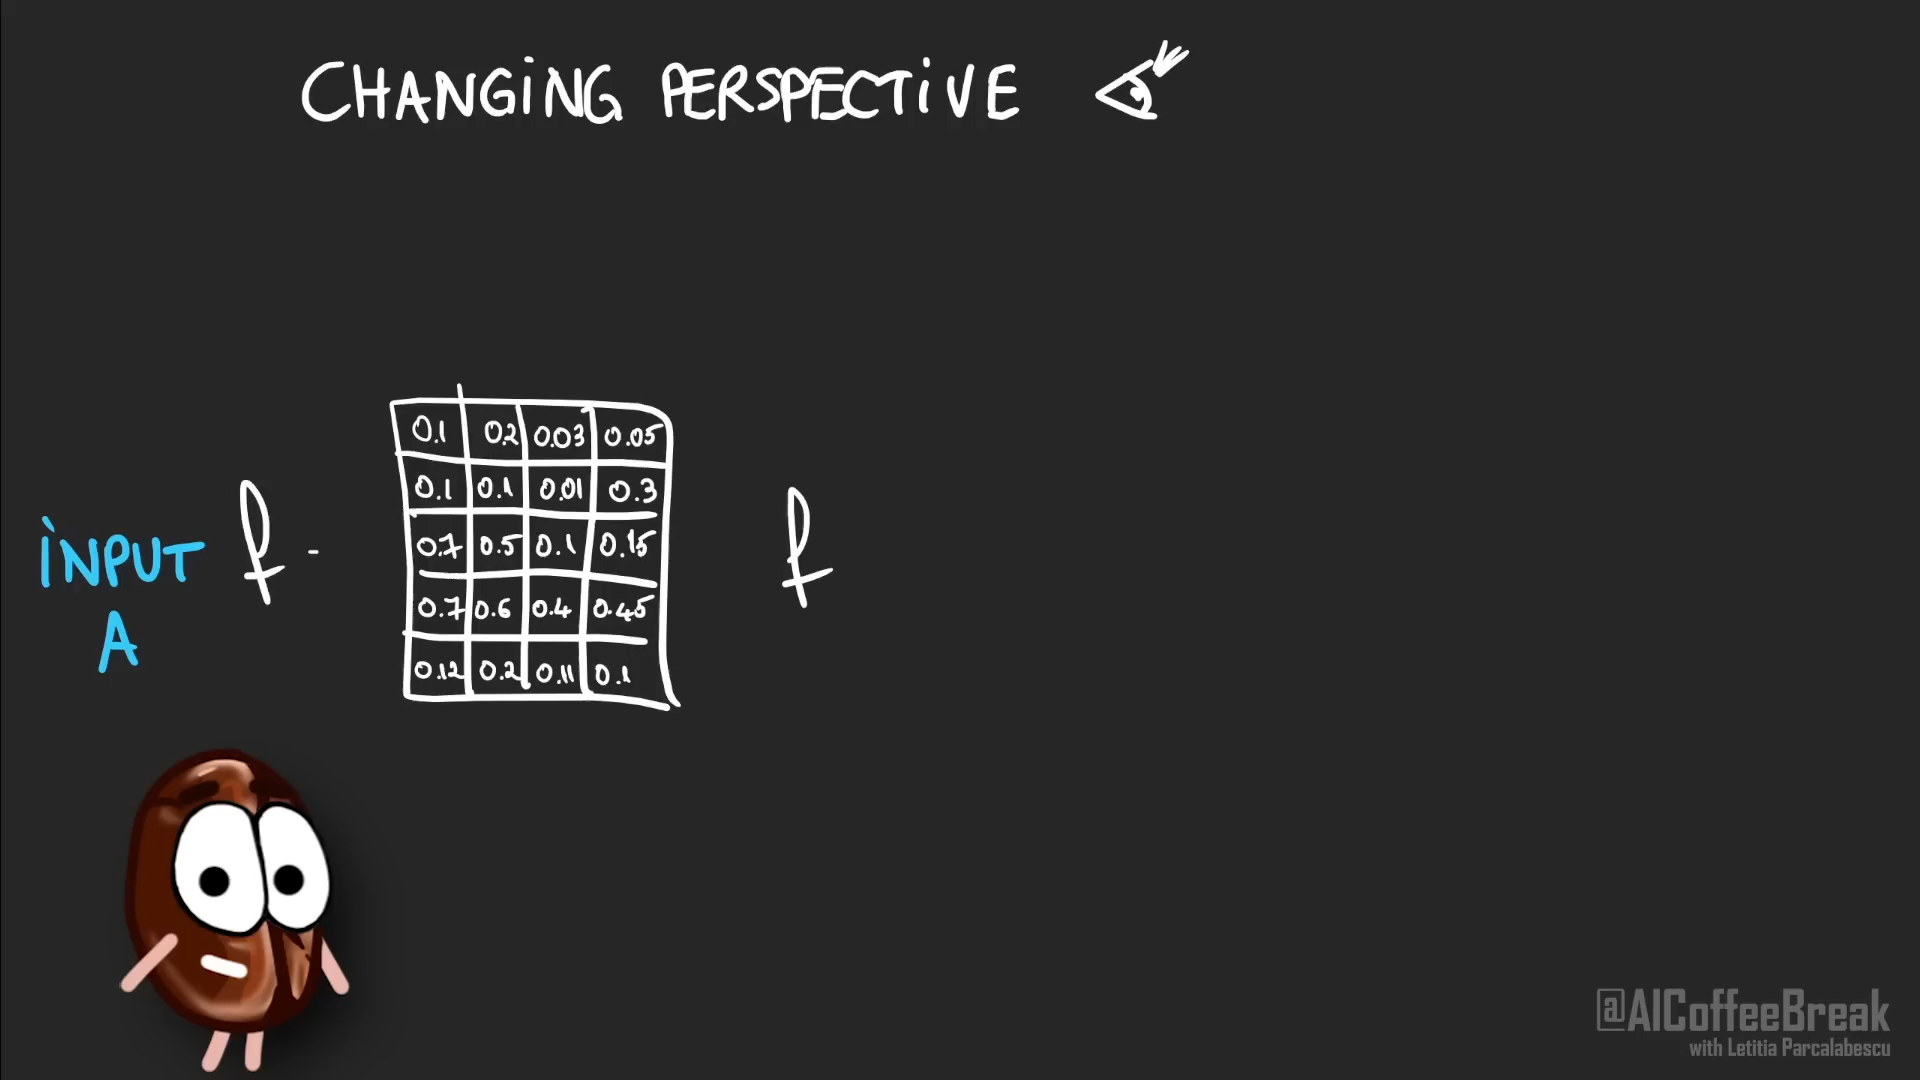 CHANGING PERSPECTIVE
0.1 0.2 0.03 0.05
0.1 0.1 0.01 0.3
0.7 0.5 0.1 0.15
0.7 0.6 0.4 0.45
0.12 0.2 0.11 0.1
INPUT f - f
A
@AICoffeeBreak
with Letitia Parcalabescu